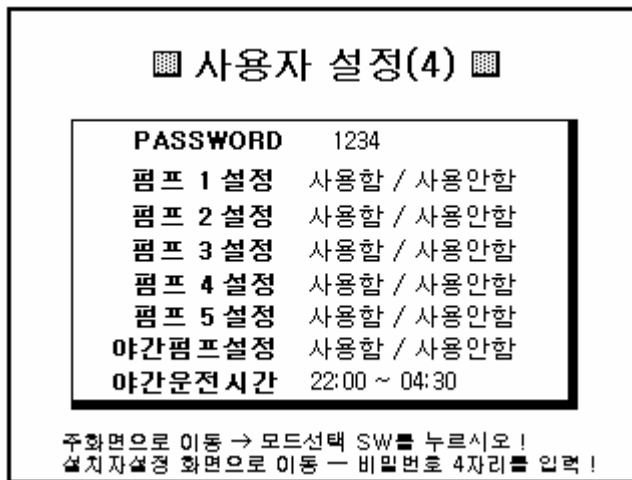 ▩ 사용자 설정(4) ▩
PASSWORD 1234
펌프 1 설정 사용함 / 사용안함
펌프 2 설정 사용함 / 사용안함
펌프 3 설정 사용함 / 사용안함
펌프 4 설정 사용함 / 사용안함
펌프 5 설정 사용함 / 사용안함
야간펌프설정 사용함 / 사용안함
야간운전시간 22:00 ~ 04:30
주화면으로 이동 → 모드선택 SW를 누르시오 !
설치자설정 화면으로 이동 ─ 비밀번호 4자리를 입력 !